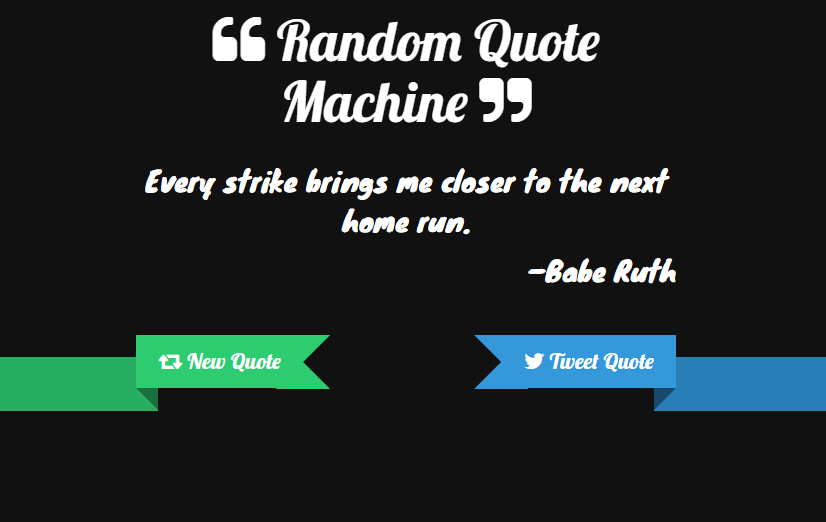 ❝ Random Quote
Machine ❞
Every strike brings me closer to the next
home run.
-Babe Ruth
New Quote
Tweet Quote